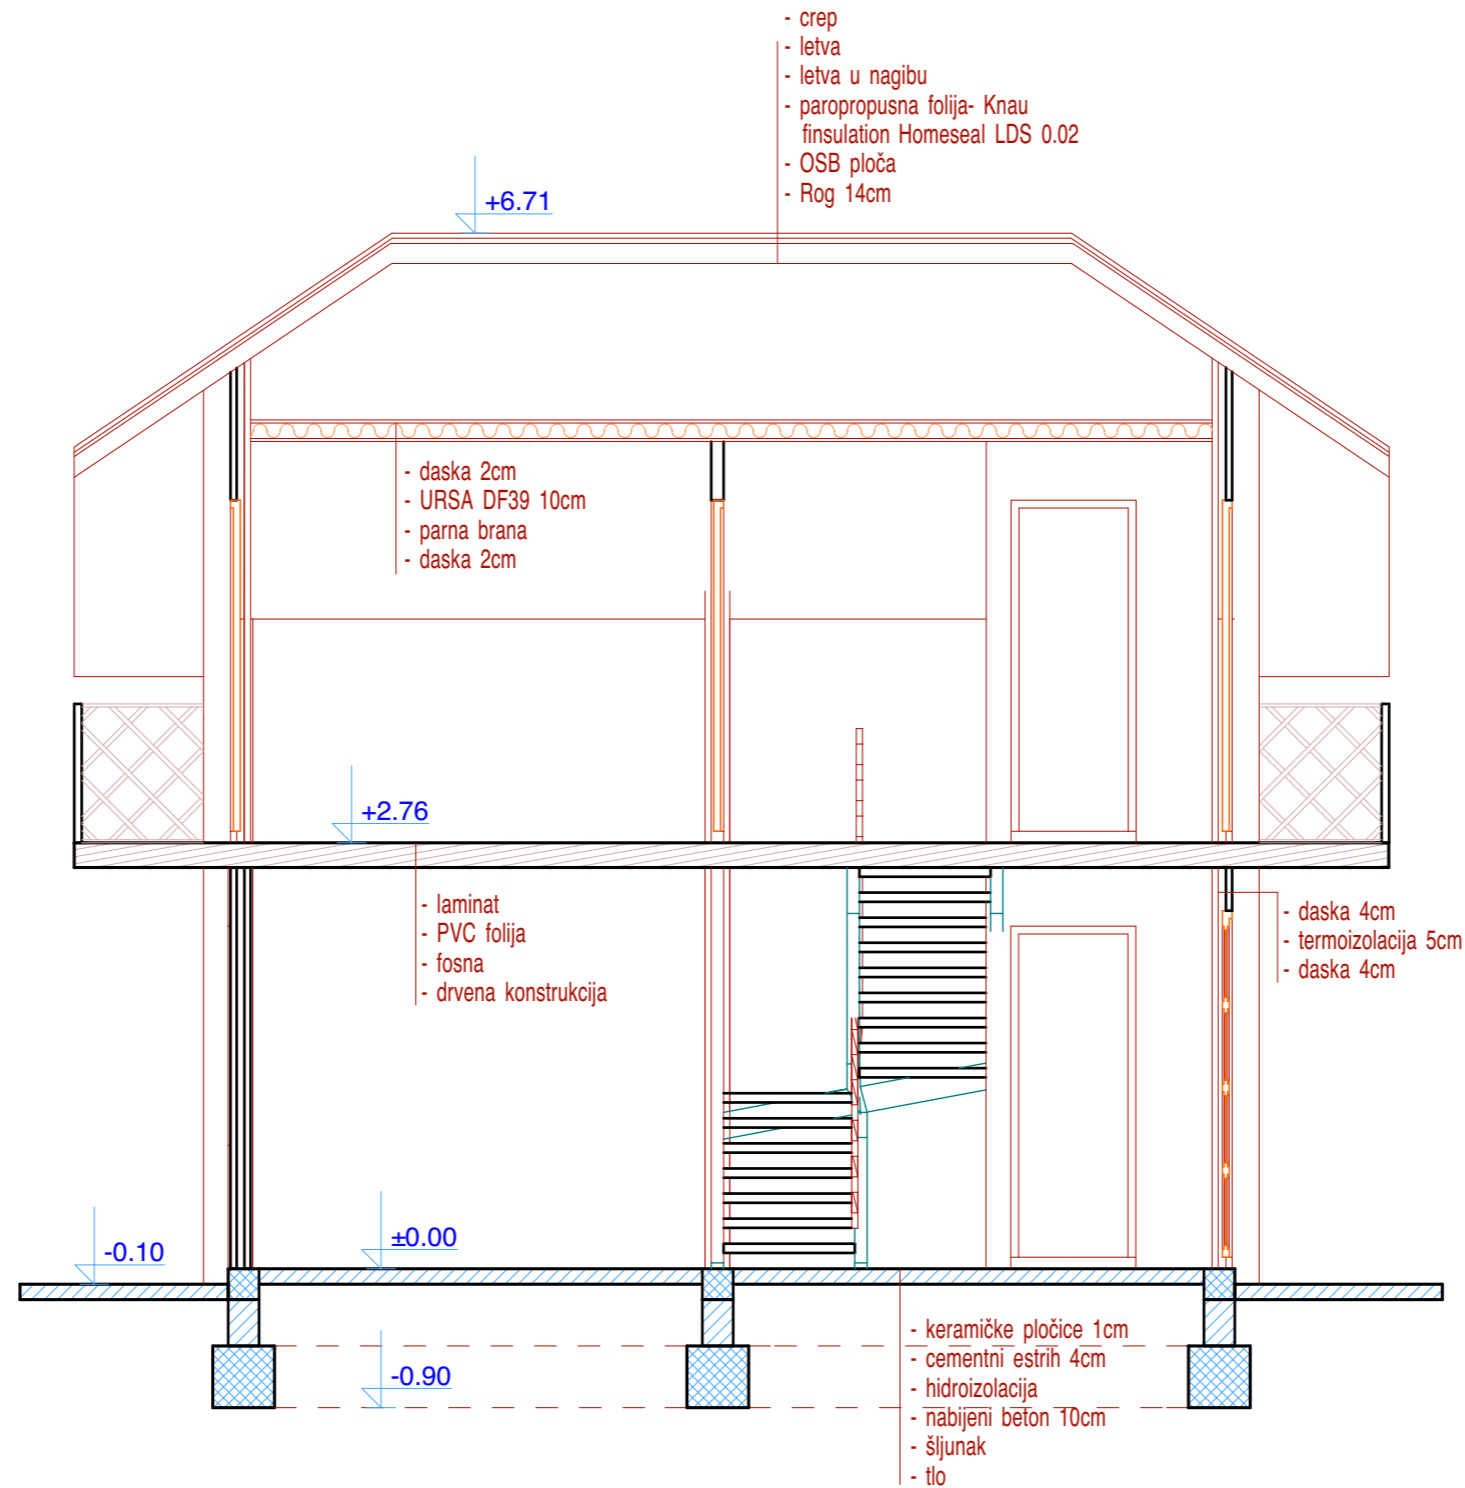 - crep
- letva
- letva u nagibu
- paropropusna folija- Knau
finsulation Homeseal LDS 0.02
- OSB ploča
- Rog 14cm
+6.71
- daska 2cm
- URSA DF39 10cm
- parna brana
- daska 2cm
+2.76
- laminat
- PVC folija
- fosna
- drvena konstrukcija
- daska 4cm
- termoizolacija 5cm
- daska 4cm
-0.10
±0.00
-0.90
- keramičke pločice 1cm
- cementni estrih 4cm
- hidroizolacija
- nabijeni beton 10cm
- šljunak
- tlo